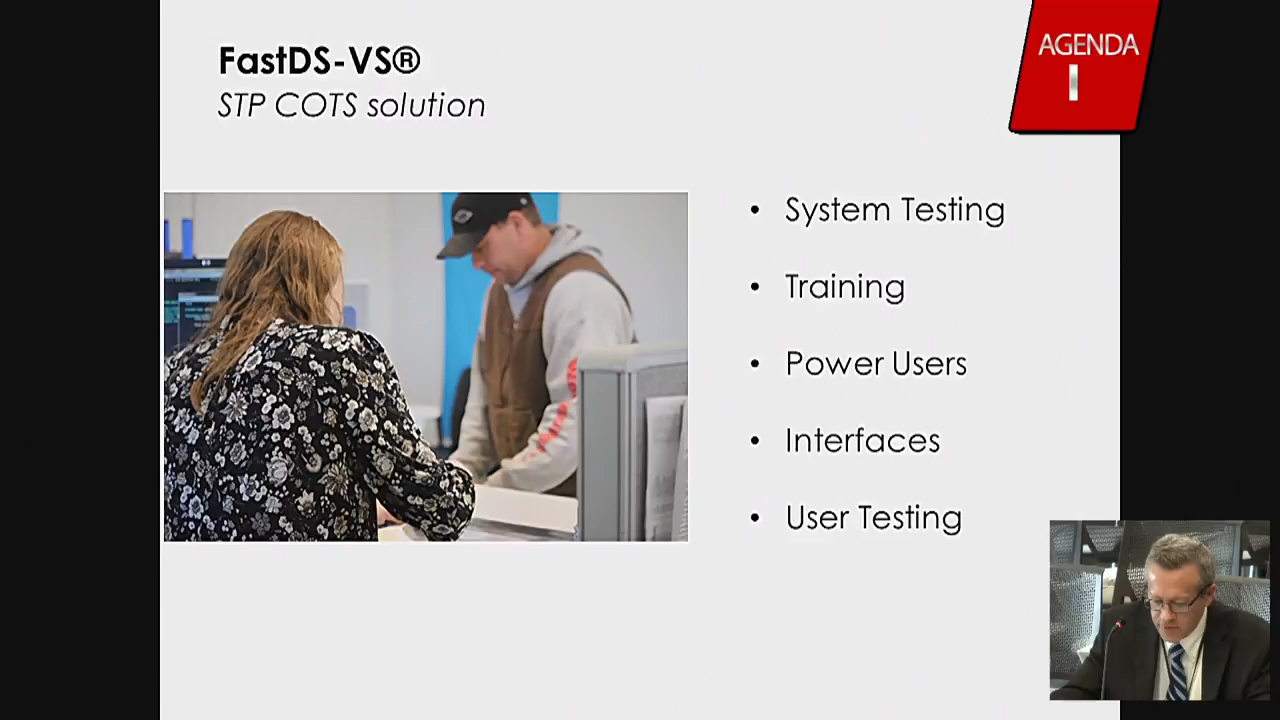 FastDS-VS®
STP COTS solution
AGENDA
I
• System Testing
• Training
• Power Users
• Interfaces
• User Testing